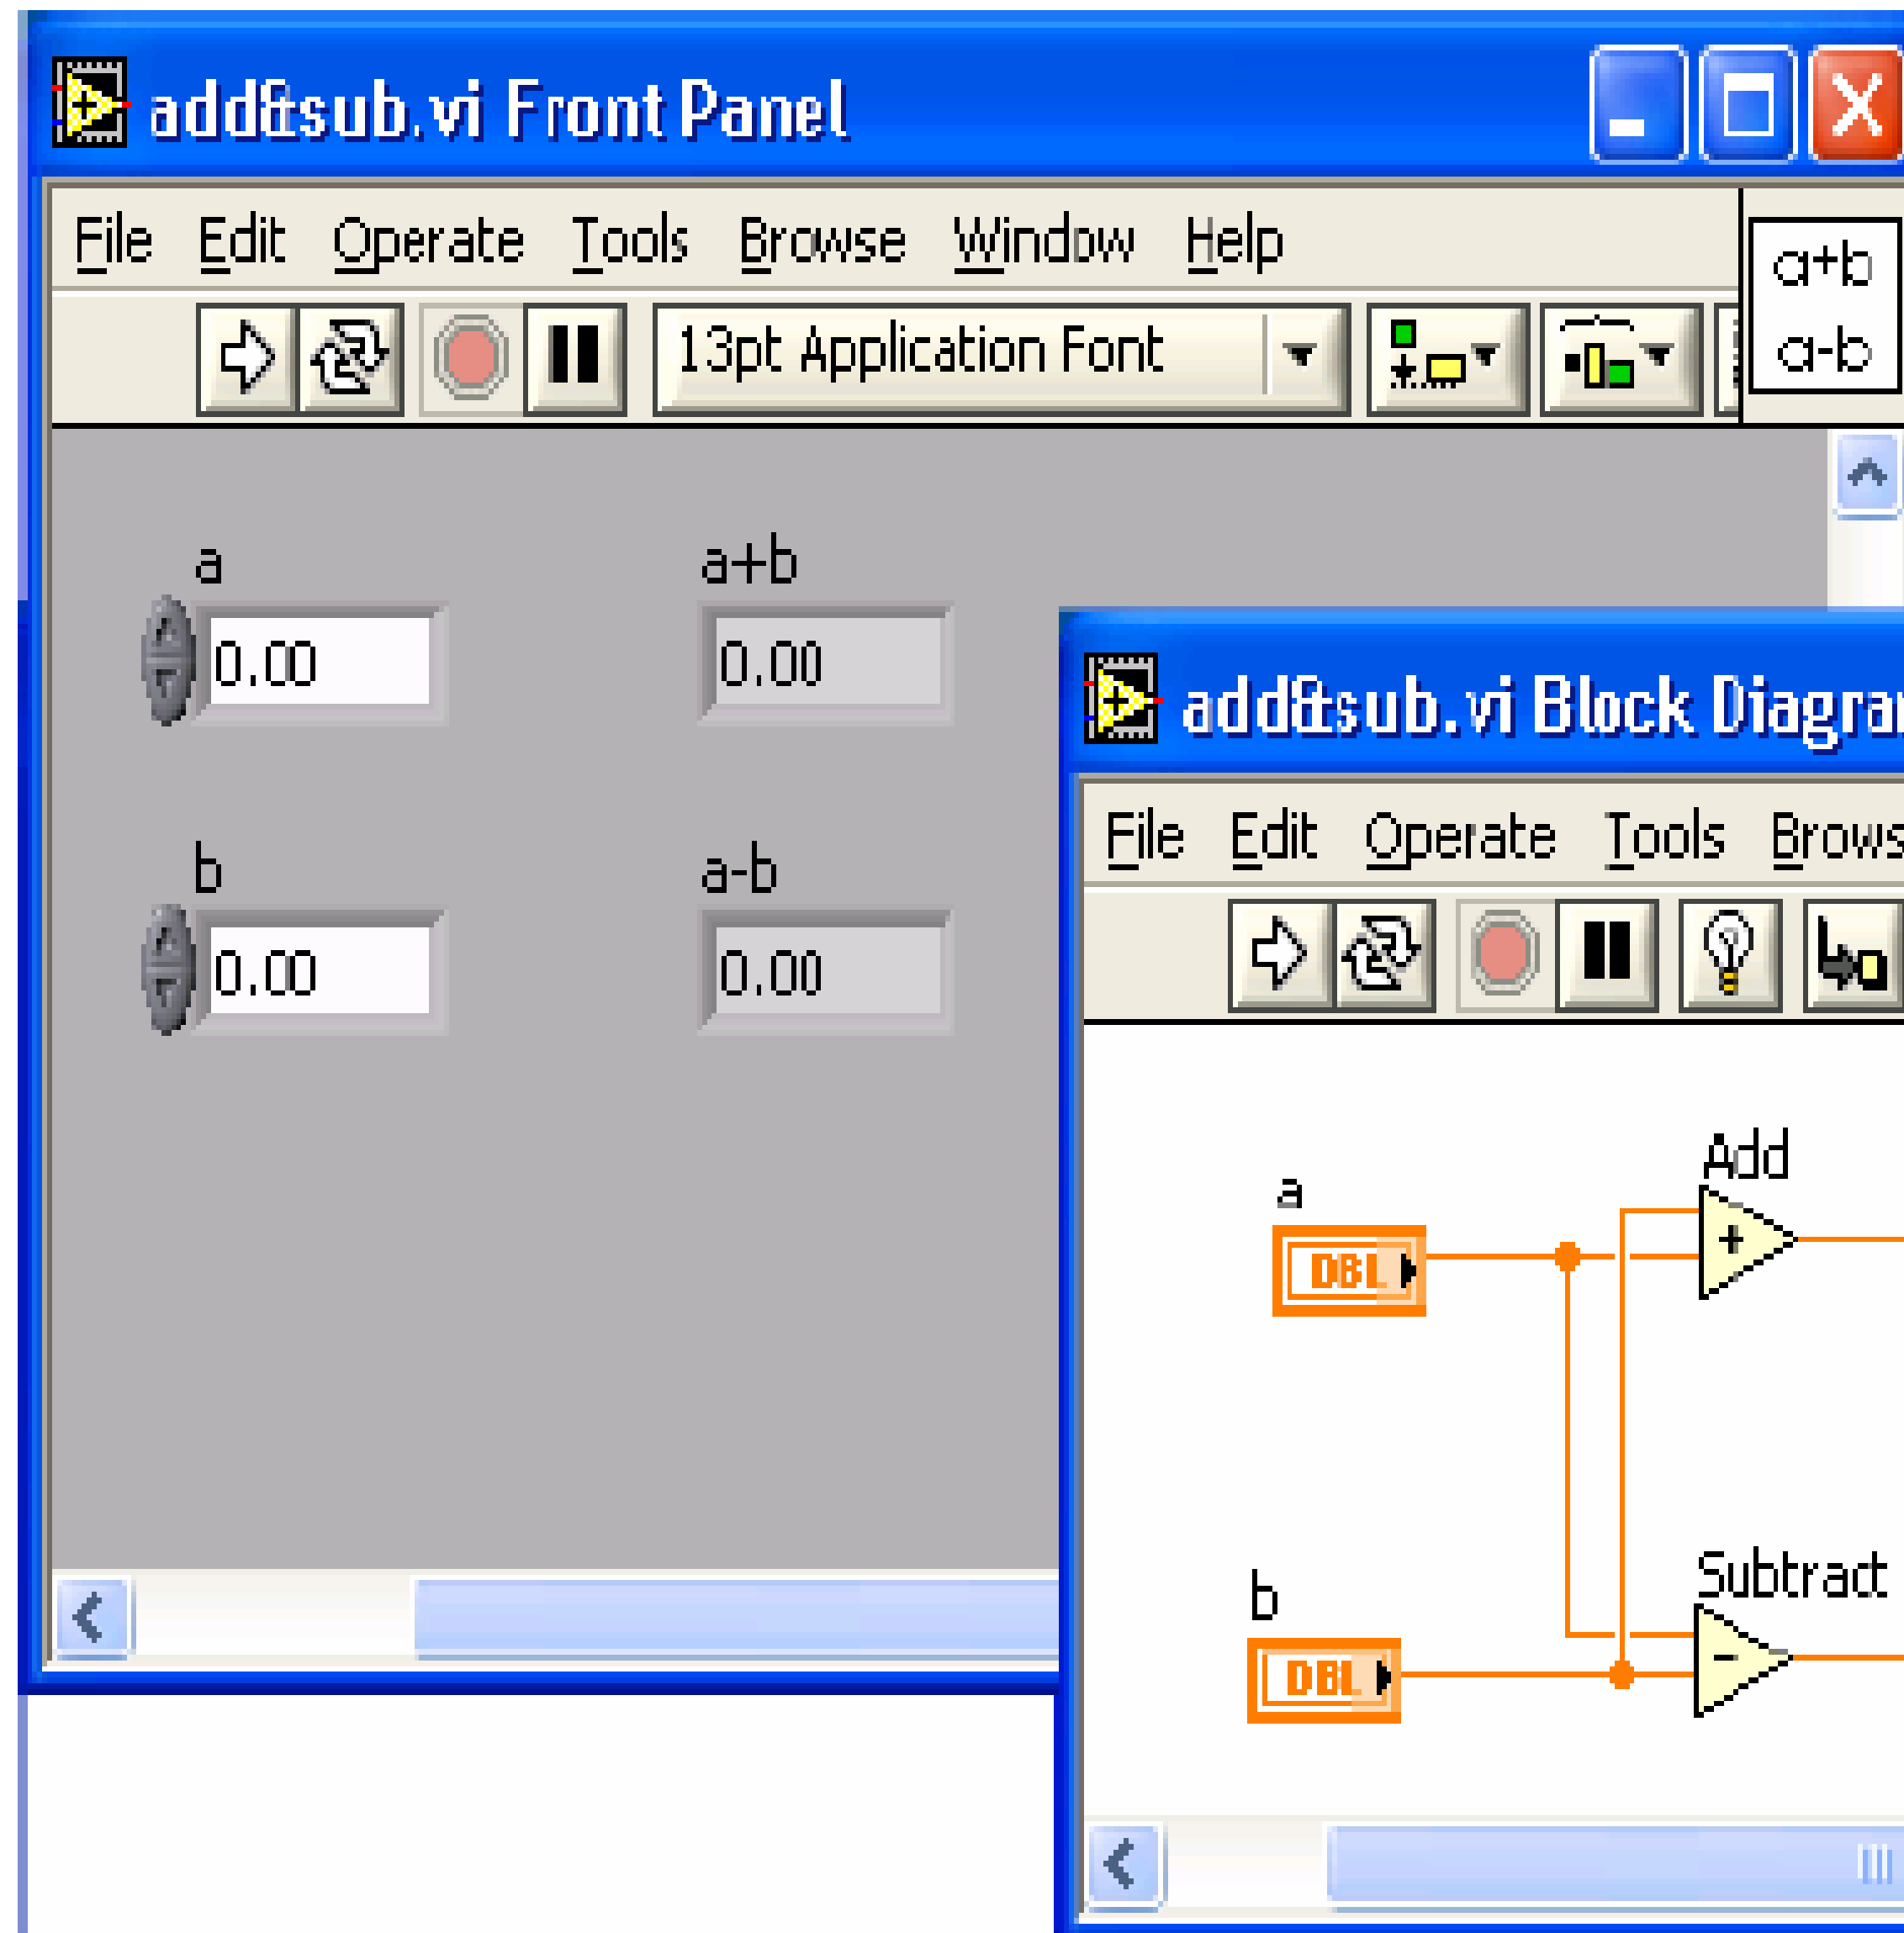 add&sub.vi Front Panel
File Edit Operate Tools Browse Window Help
a+b
a-b
13pt Application Font
a a+b
0.00 0.00
b a-b
0.00 0.00
add&sub.vi Block Diagra
File Edit Operate Tools Brows
Add
a
+
DBL
Subtract
b
-
DBL